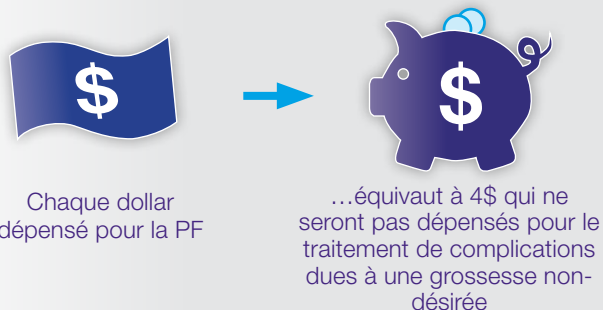 $
$
Chaque dollar
dépensé pour la PF
…équivaut à 4$ qui ne
seront pas dépensés pour le
traitement de complications
dues à une grossesse non-
désirée